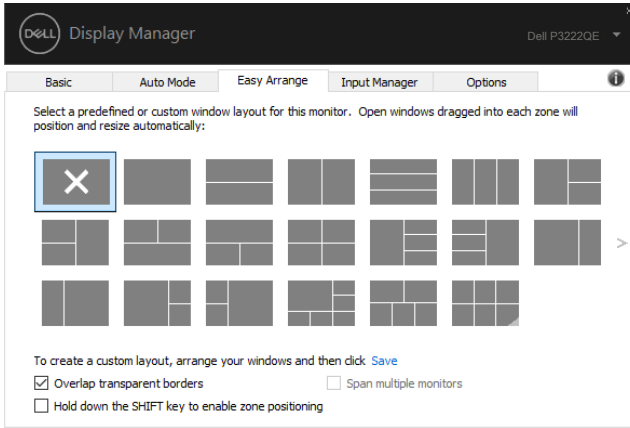 DELL Display Manager
Dell P3222QE
Basic Auto Mode Easy Arrange Input Manager Options
Select a predefined or custom window layout for this monitor. Open windows dragged into each zone will
position and resize automatically:
To create a custom layout, arrange your windows and then click Save
Overlap transparent borders
Span multiple monitors
Hold down the SHIFT key to enable zone positioning